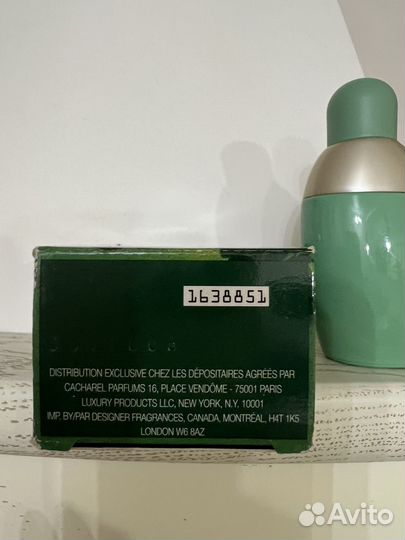 1638851
DISTRIBUTION EXCLUSIVE CHEZ LES DÉPOSITAIRES AGRÉÉS PAR
CACHAREL PARFUMS 16, PLACE VENDÔME - 75001 PARIS
LUXURY PRODUCTS LLC, NEW YORK, N.Y. 10001
IMP. BY/PAR DESIGNER FRAGRANCES, CANADA, MONTRÉAL, H4T 1K5
LONDON W6 8AZ
Avito